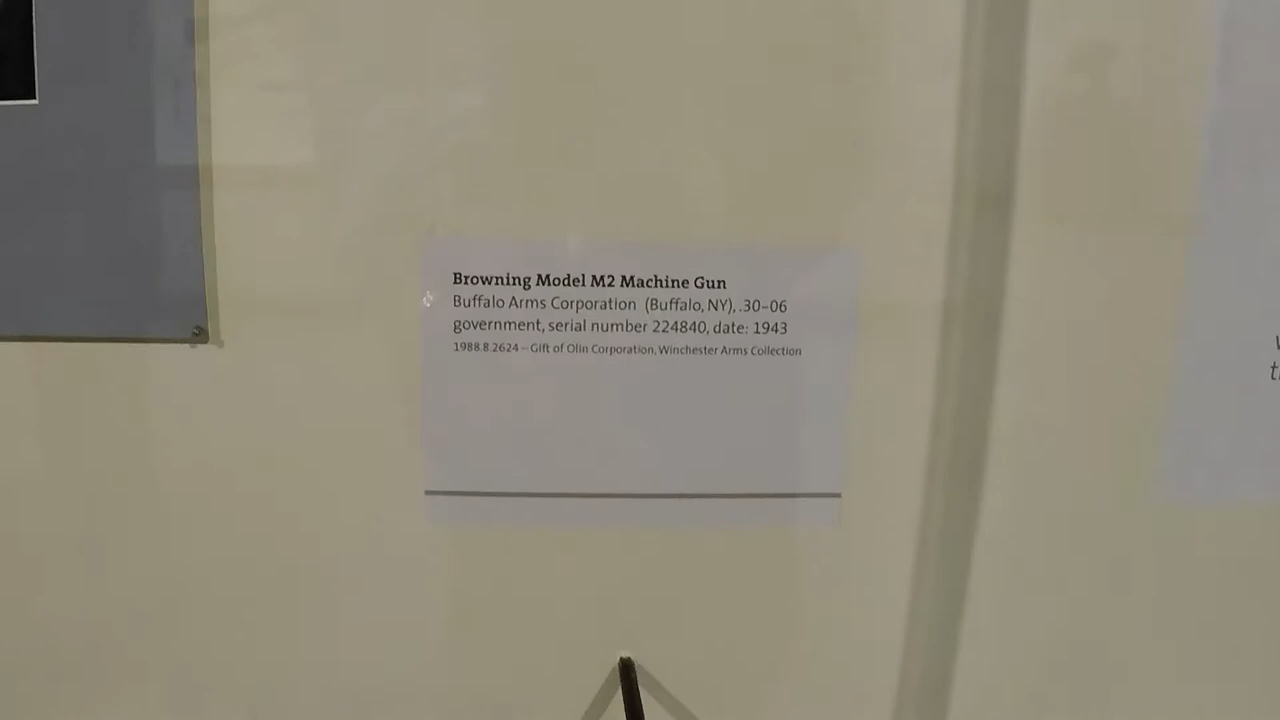 Browning Model M2 Machine Gun
Buffalo Arms Corporation (Buffalo, NY), .30-06
government, serial number 224840, date: 1943
1988.8.2624 – Gift of Olin Corporation, Winchester Arms Collection